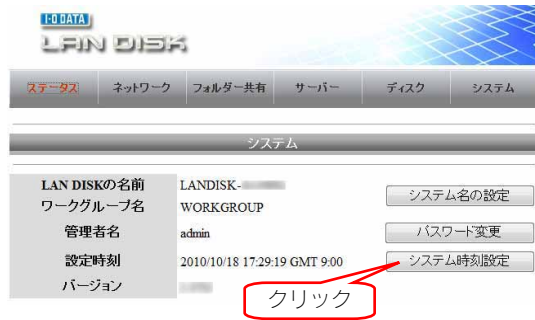 I-O DATA
LAN DISK
ステータス ネットワーク フォルダー共有 サーバー ディスク システム
システム
LAN DISKの名前 LANDISK- システム名の設定
ワークグループ名 WORKGROUP
管理者名 admin パスワード変更
設定時刻 2010/10/18 17:29:19 GMT 9:00 システム時刻設定
バージョン
クリック